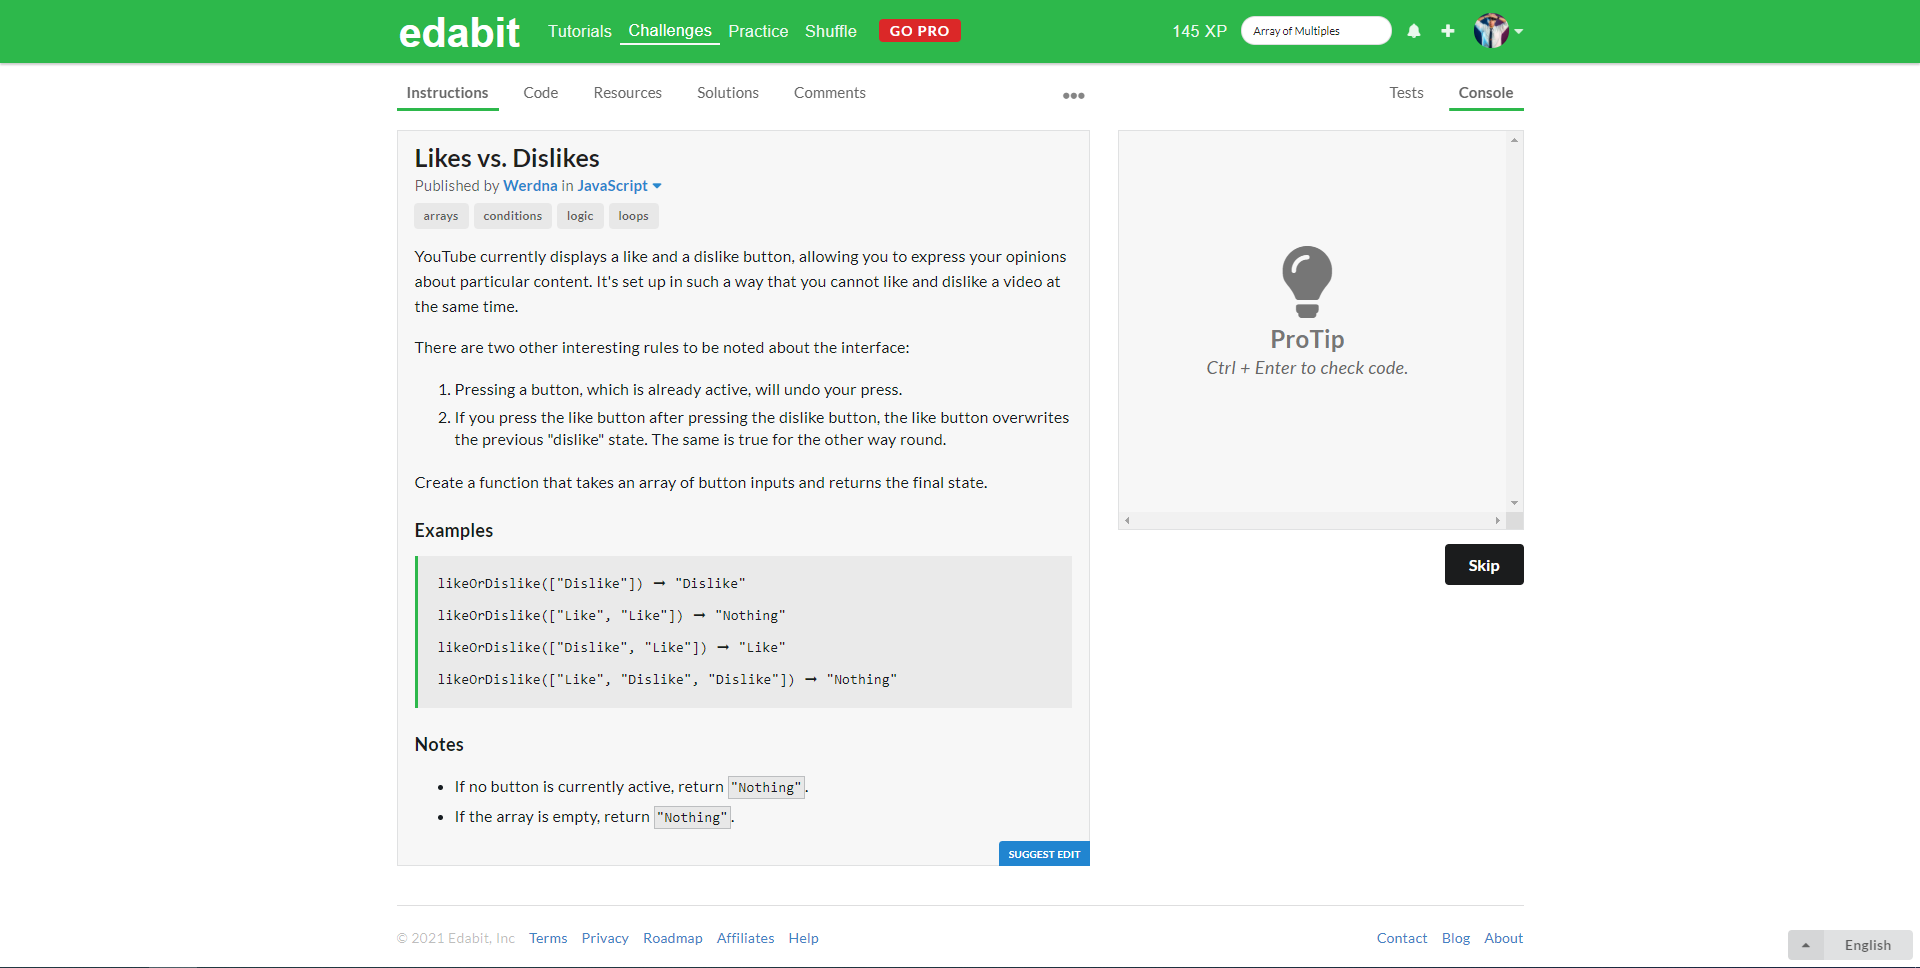 edabit
Tutorials Challenges Practice Shuffle GO PRO
145 XP Array of Multiples
Instructions Code Resources Solutions Comments
Tests Console
Likes vs. Dislikes
Published by Werdna in JavaScript
arrays conditions logic loops
YouTube currently displays a like and a dislike button, allowing you to express your opinions
about particular content. It's set up in such a way that you cannot like and dislike a video at
the same time.
There are two other interesting rules to be noted about the interface:
1. Pressing a button, which is already active, will undo your press.
2. If you press the like button after pressing the dislike button, the like button overwrites
the previous "dislike" state. The same is true for the other way round.
Create a function that takes an array of button inputs and returns the final state.
Examples
likeOrDislike(["Dislike"]) ➞ "Dislike"
likeOrDislike(["Like", "Like"]) ➞ "Nothing"
likeOrDislike(["Dislike", "Like"]) ➞ "Like"
likeOrDislike(["Like", "Dislike", "Dislike"]) ➞ "Nothing"
Notes
• If no button is currently active, return "Nothing".
• If the array is empty, return "Nothing".
SUGGEST EDIT
ProTip
Ctrl + Enter to check code.
Skip
© 2021 Edabit, Inc Terms Privacy Roadmap Affiliates Help
Contact Blog About
English